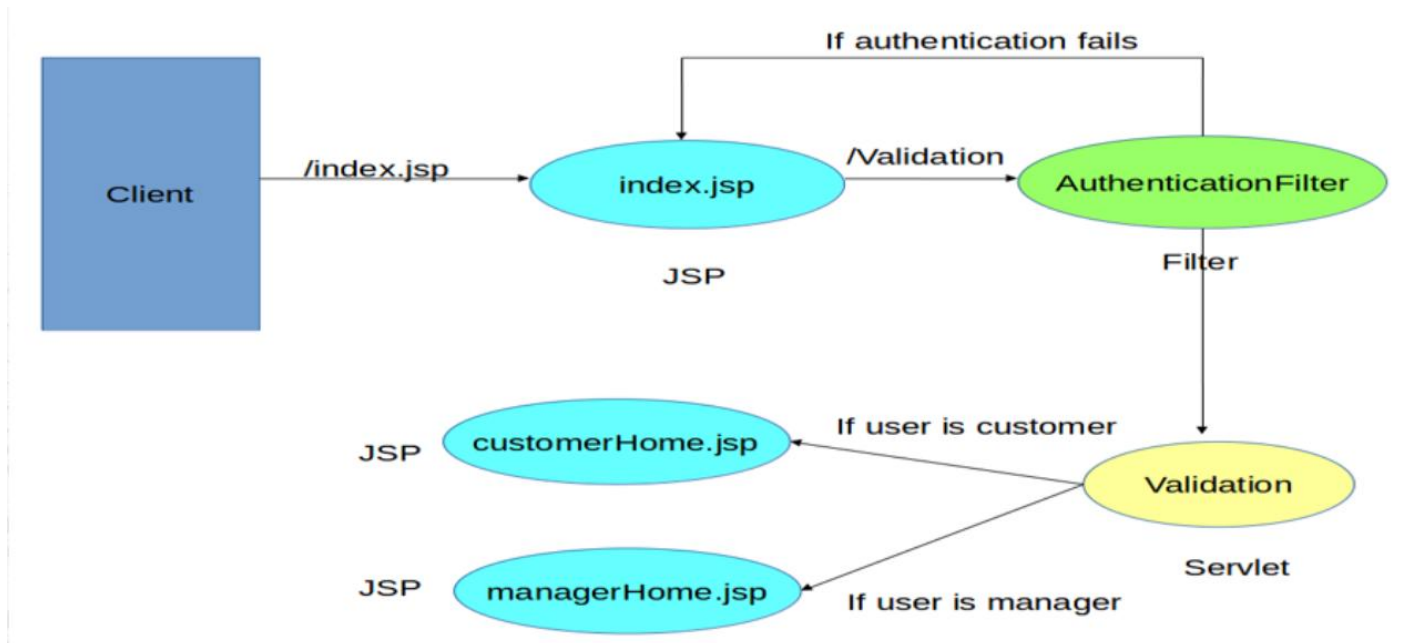 If authentication fails
Client
/index.jsp
index.jsp
/Validation
AuthenticationFilter
JSP
Filter
JSP
customerHome.jsp
If user is customer
Validation
Servlet
JSP
managerHome.jsp
If user is manager